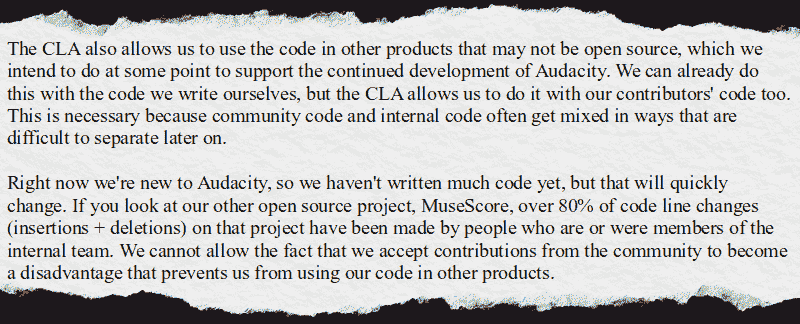 The CLA also allows us to use the code in other products that may not be open source, which we
intend to do at some point to support the continued development of Audacity. We can already do
this with the code we write ourselves, but the CLA allows us to do it with our contributors' code too.
This is necessary because community code and internal code often get mixed in ways that are
difficult to separate later on.
Right now we're new to Audacity, so we haven't written much code yet, but that will quickly
change. If you look at our other open source project, MuseScore, over 80% of code line changes
(insertions + deletions) on that project have been made by people who are or were members of the
internal team. We cannot allow the fact that we accept contributions from the community to become
a disadvantage that prevents us from using our code in other products.